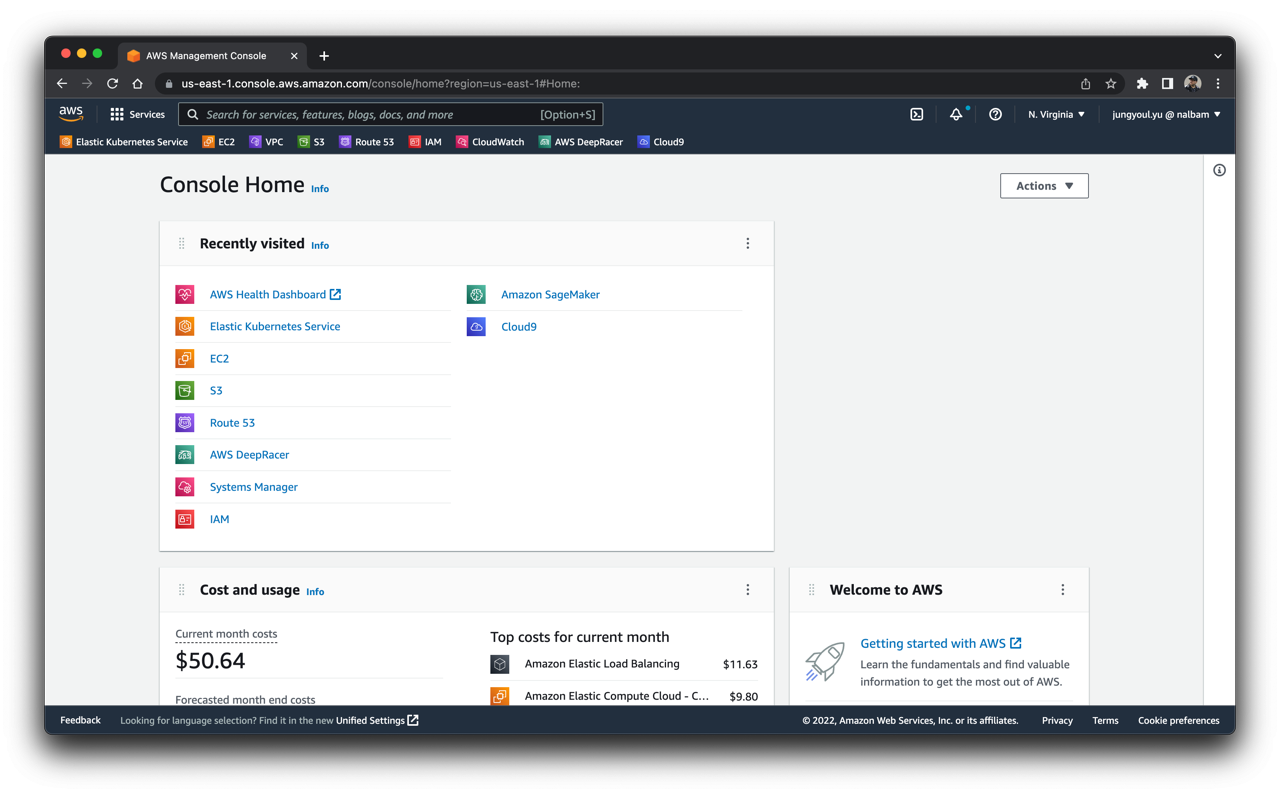 AWS Management Console
us-east-1.console.aws.amazon.com/console/home?region=us-east-1#Home:
aws Services Search for services, features, blogs, docs, and more [Option+S] N. Virginia jungyoul.yu @ nalbam
Elastic Kubernetes Service EC2 VPC S3 Route 53 IAM CloudWatch AWS DeepRacer Cloud9
Console Home Info
Actions
Recently visited Info
AWS Health Dashboard
Elastic Kubernetes Service
EC2
S3
Route 53
AWS DeepRacer
Systems Manager
IAM
Amazon SageMaker
Cloud9
Cost and usage Info
Current month costs
$50.64
Forecasted month end costs
Top costs for current month
Amazon Elastic Load Balancing $11.63
Amazon Elastic Compute Cloud - C... $9.80
Welcome to AWS
Getting started with AWS
Learn the fundamentals and find valuable
information to get the most out of AWS.
Feedback Looking for language selection? Find it in the new Unified Settings © 2022, Amazon Web Services, Inc. or its affiliates. Privacy Terms Cookie preferences